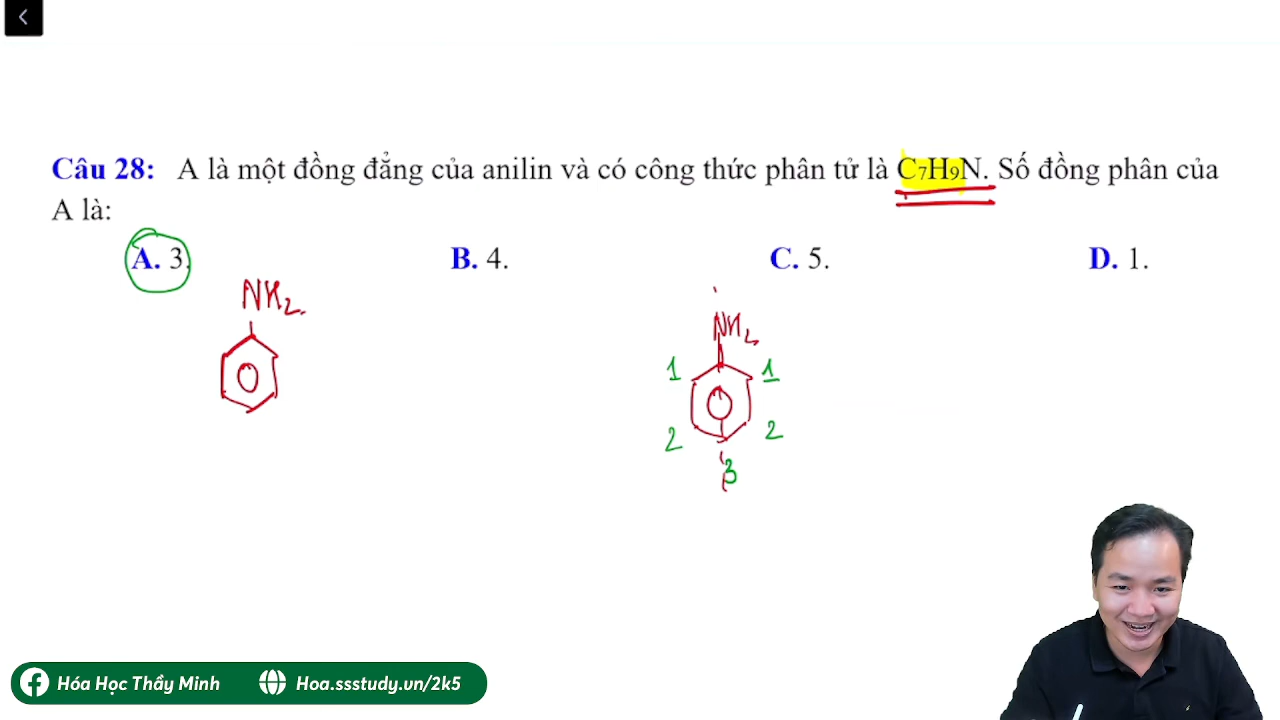 Câu 28: A là một đồng đẳng của anilin và có công thức phân tử là C₇H₉N. Số đồng phân của
A là:
A. 3. B. 4. C. 5. D. 1.
NH₂
NH₂
1 1
2 2
3
Hóa Học Thầy Minh Hoa.ssstudy.vn/2k5